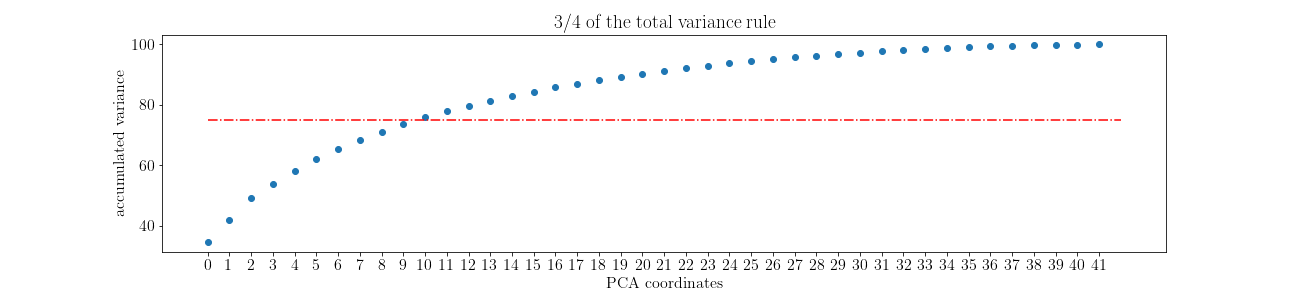 3/4 of the total variance rule
100
80
60
40
accumulated variance
0 1 2 3 4 5 6 7 8 9 10 11 12 13 14 15 16 17 18 19 20 21 22 23 24 25 26 27 28 29 30 31 32 33 34 35 36 37 38 39 40 41
PCA coordinates